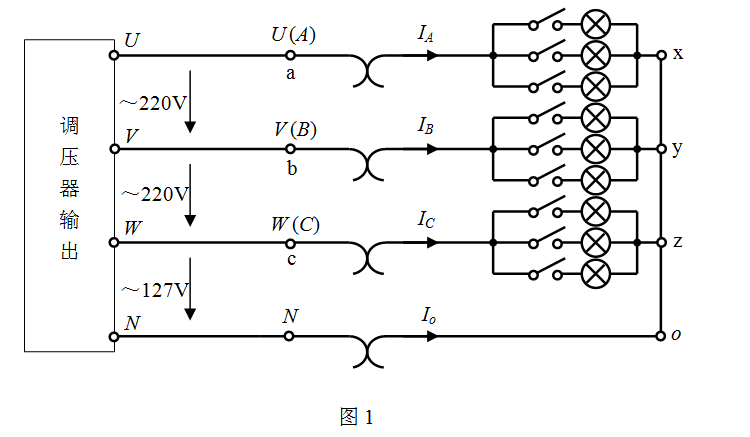 U
U(A)
I_A
a
x
～220V
V
V(B)
I_B
b
y
调压器输出
～220V
W
W(C)
I_C
c
z
～127V
N
N
I_o
o
图1